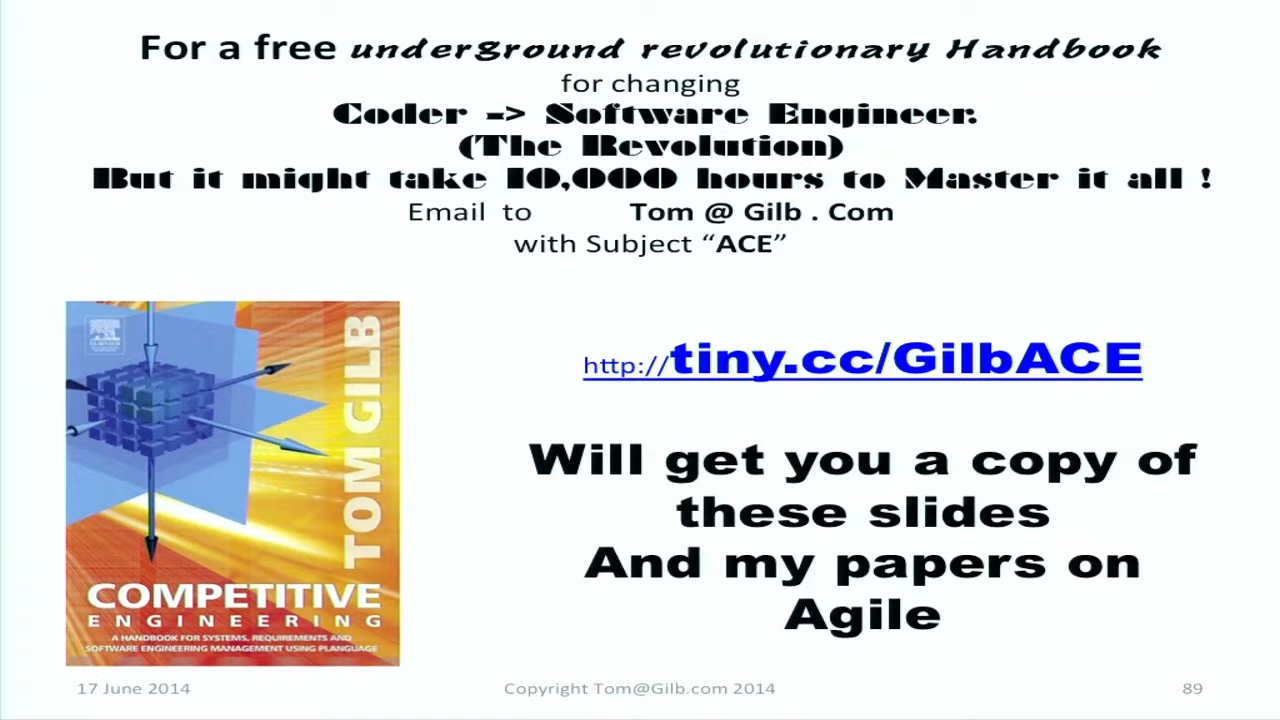 For a free underground revolutionary Handbook
for changing
Coder => Software Engineer.
(The Revolution)
But it might take 10,000 hours to Master it all !
Email to Tom @ Gilb . Com
with Subject “ACE”
ELSEVIER
TOM GILB
COMPETITIVE
ENGINEERING
A HANDBOOK FOR SYSTEMS, REQUIREMENTS AND
SOFTWARE ENGINEERING MANAGEMENT USING PLANGUAGE
http://tiny.cc/GilbACE
Will get you a copy of
these slides
And my papers on
Agile
17 June 2014
Copyright Tom@Gilb.com 2014
89